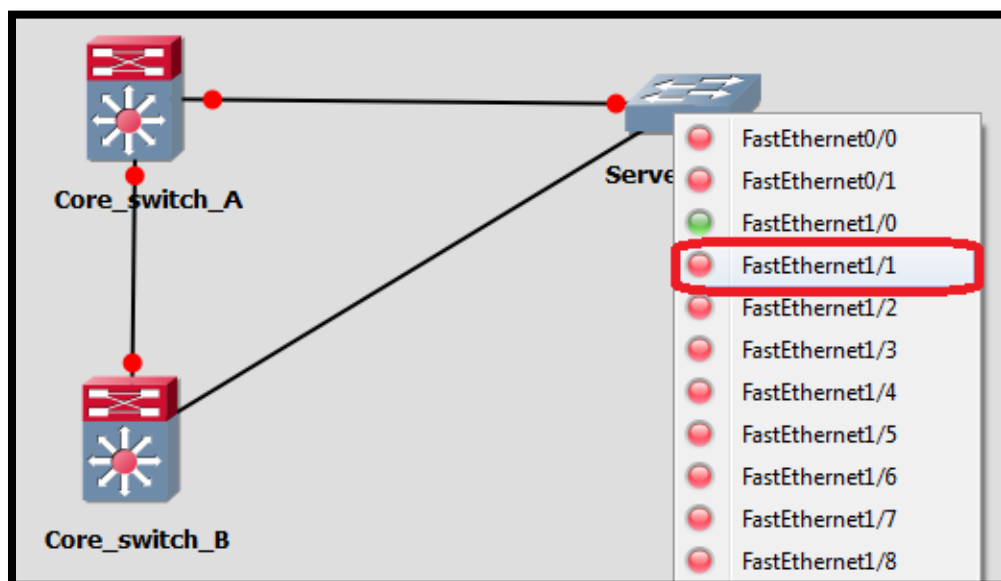 Core_switch_A
Serve
Core_switch_B
FastEthernet0/0
FastEthernet0/1
FastEthernet1/0
FastEthernet1/1
FastEthernet1/2
FastEthernet1/3
FastEthernet1/4
FastEthernet1/5
FastEthernet1/6
FastEthernet1/7
FastEthernet1/8